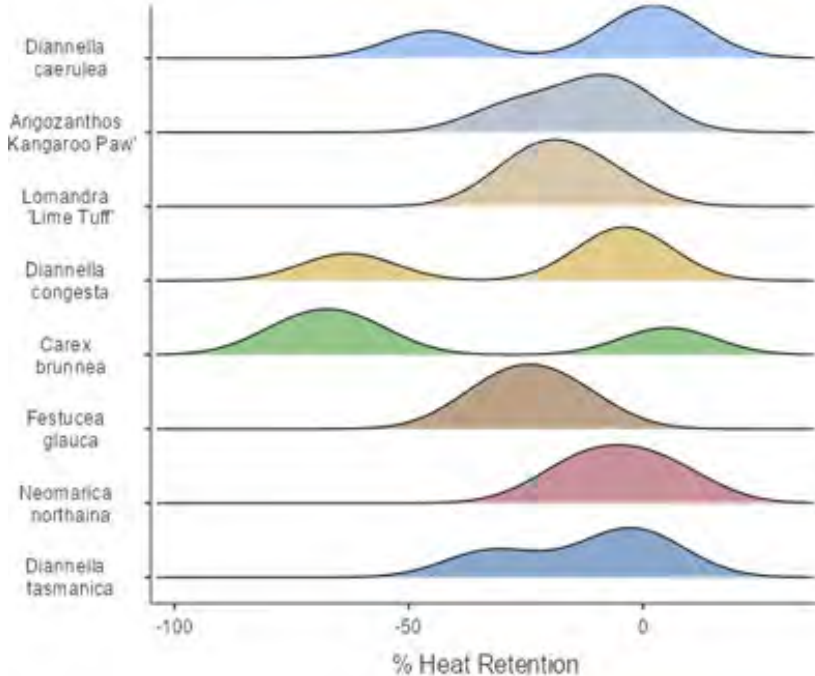 Diannella
caerulea
Angozanthos
Kangaroo Paw'
Lomandra
'Lime Tuff'
Diannella
congesta
Carex
brunnea
Festucea
glauca
Neomarica
northaina
Diannella
tasmanica
-100 -50 0
% Heat Retention